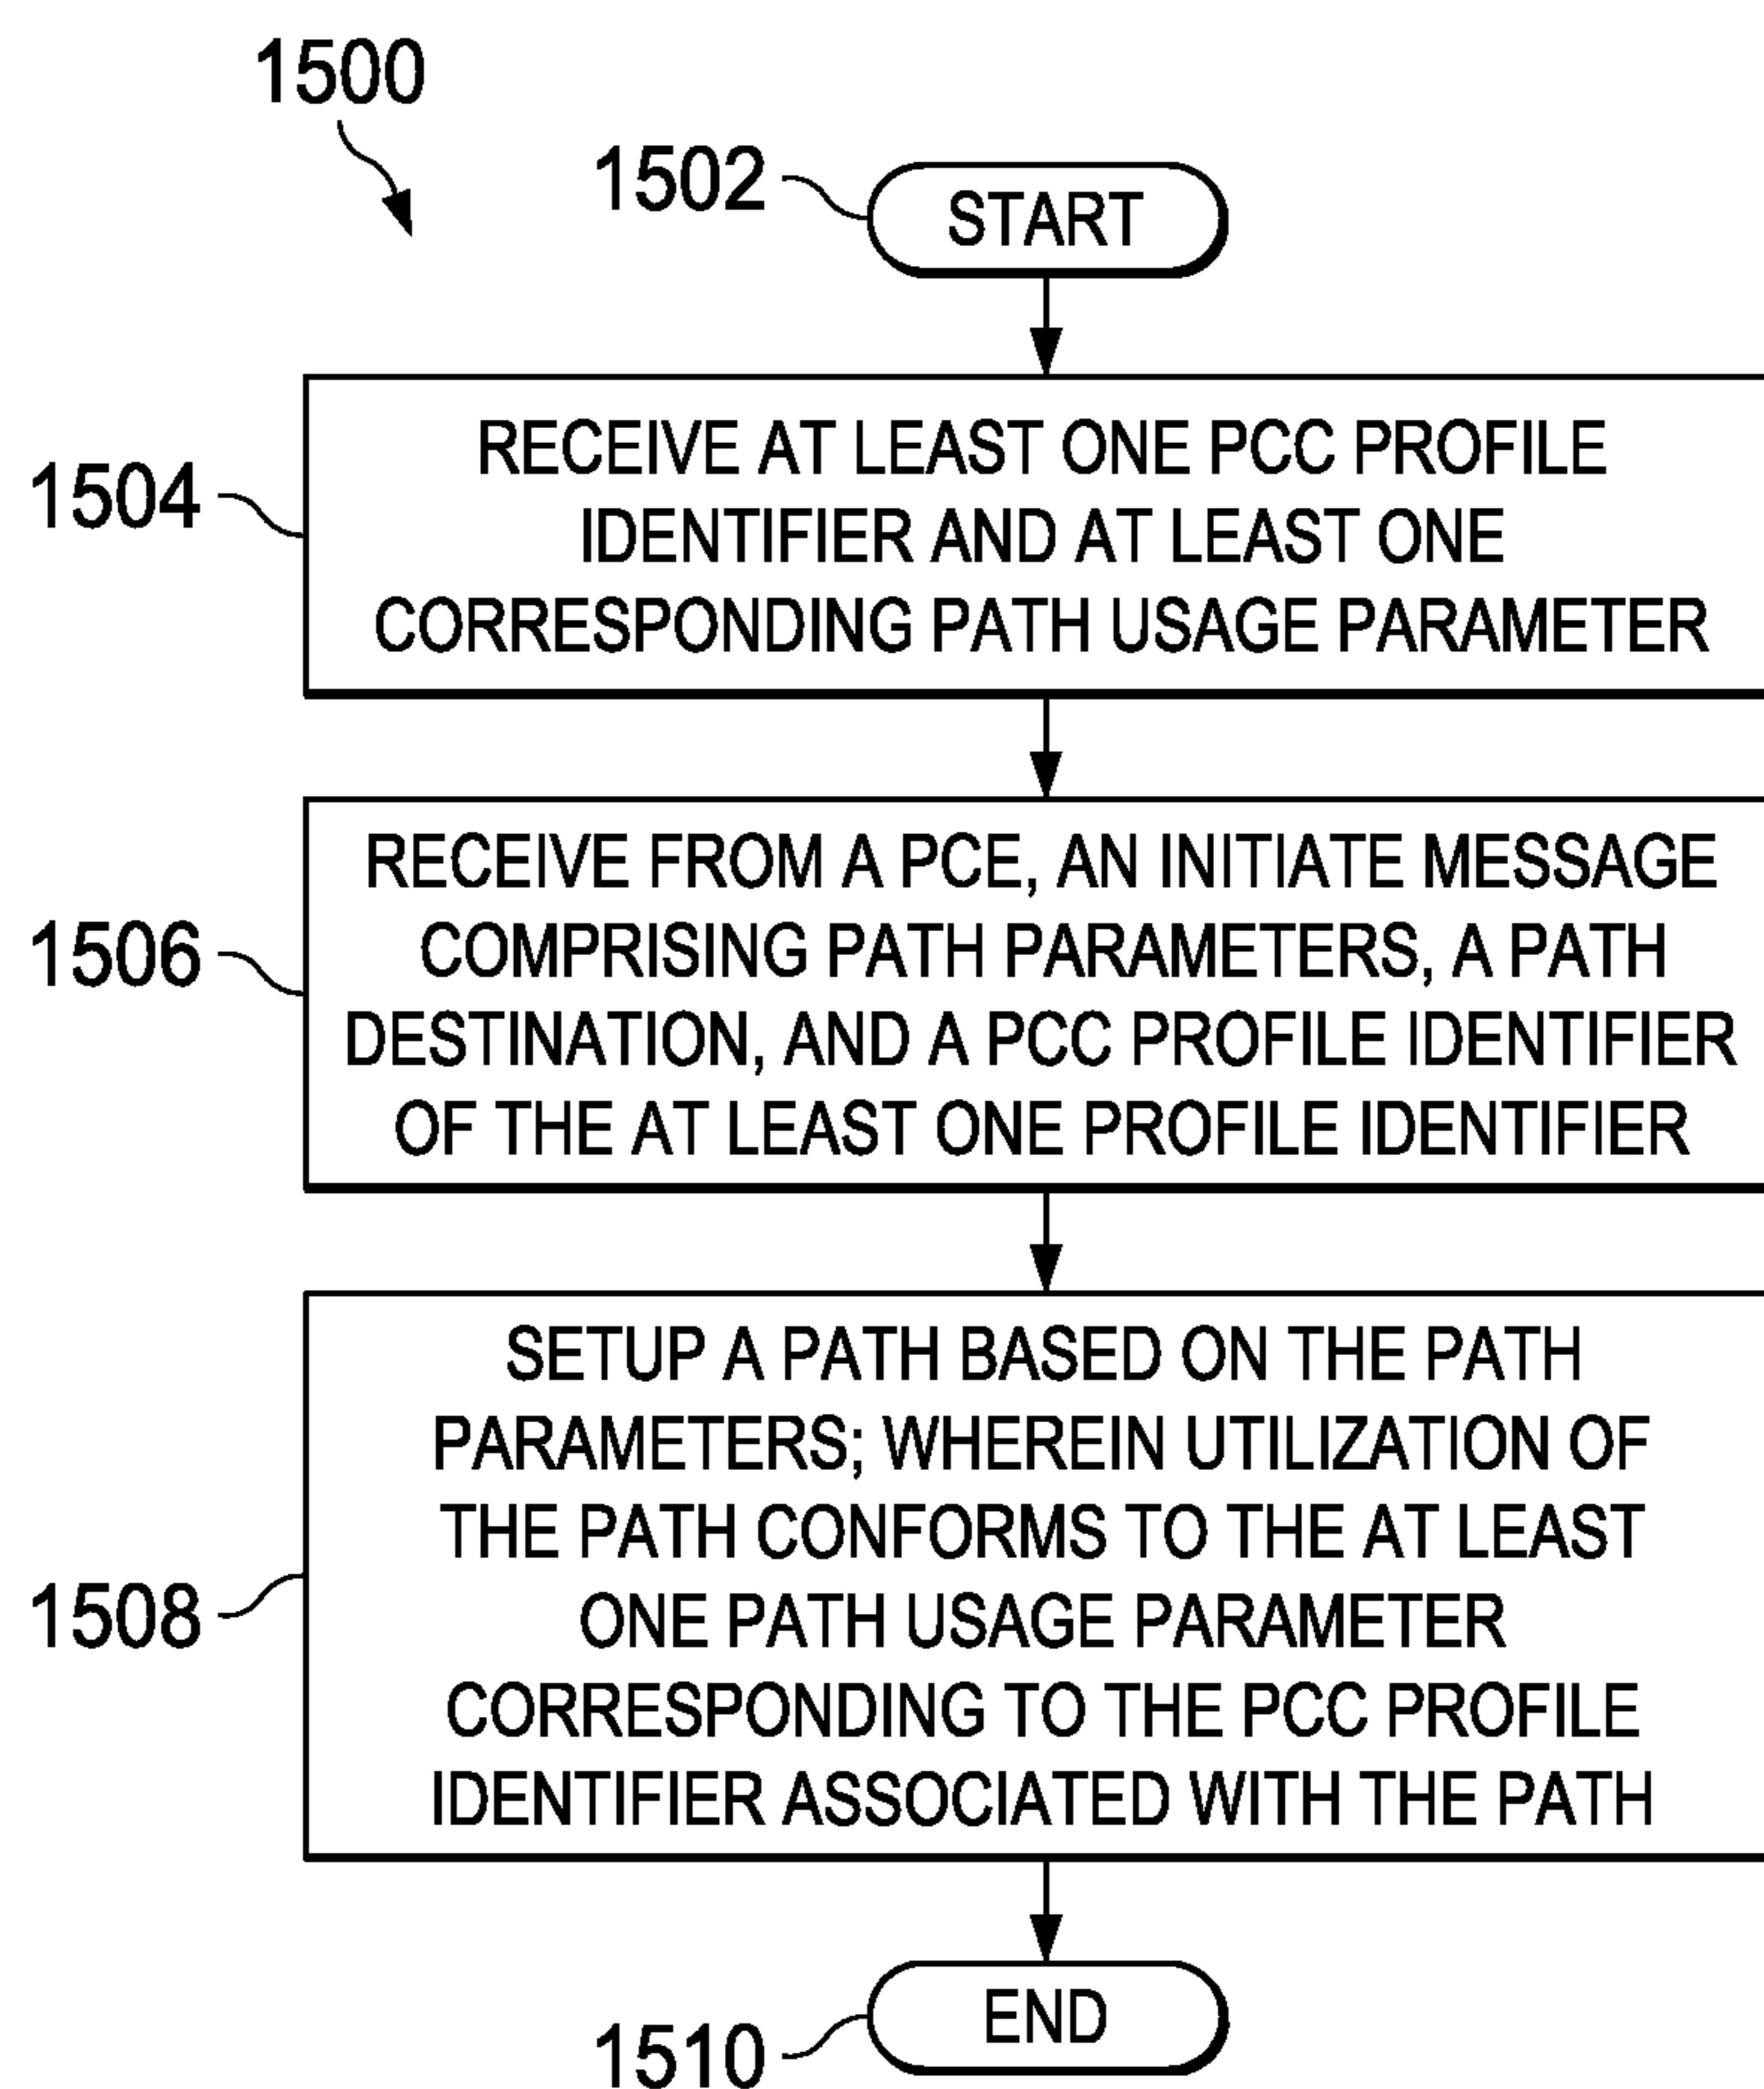 1500
1502
START
1504
RECEIVE AT LEAST ONE PCC PROFILE
IDENTIFIER AND AT LEAST ONE
CORRESPONDING PATH USAGE PARAMETER
1506
RECEIVE FROM A PCE, AN INITIATE MESSAGE
COMPRISING PATH PARAMETERS, A PATH
DESTINATION, AND A PCC PROFILE IDENTIFIER
OF THE AT LEAST ONE PROFILE IDENTIFIER
1508
SETUP A PATH BASED ON THE PATH
PARAMETERS; WHEREIN UTILIZATION OF
THE PATH CONFORMS TO THE AT LEAST
ONE PATH USAGE PARAMETER
CORRESPONDING TO THE PCC PROFILE
IDENTIFIER ASSOCIATED WITH THE PATH
1510
END